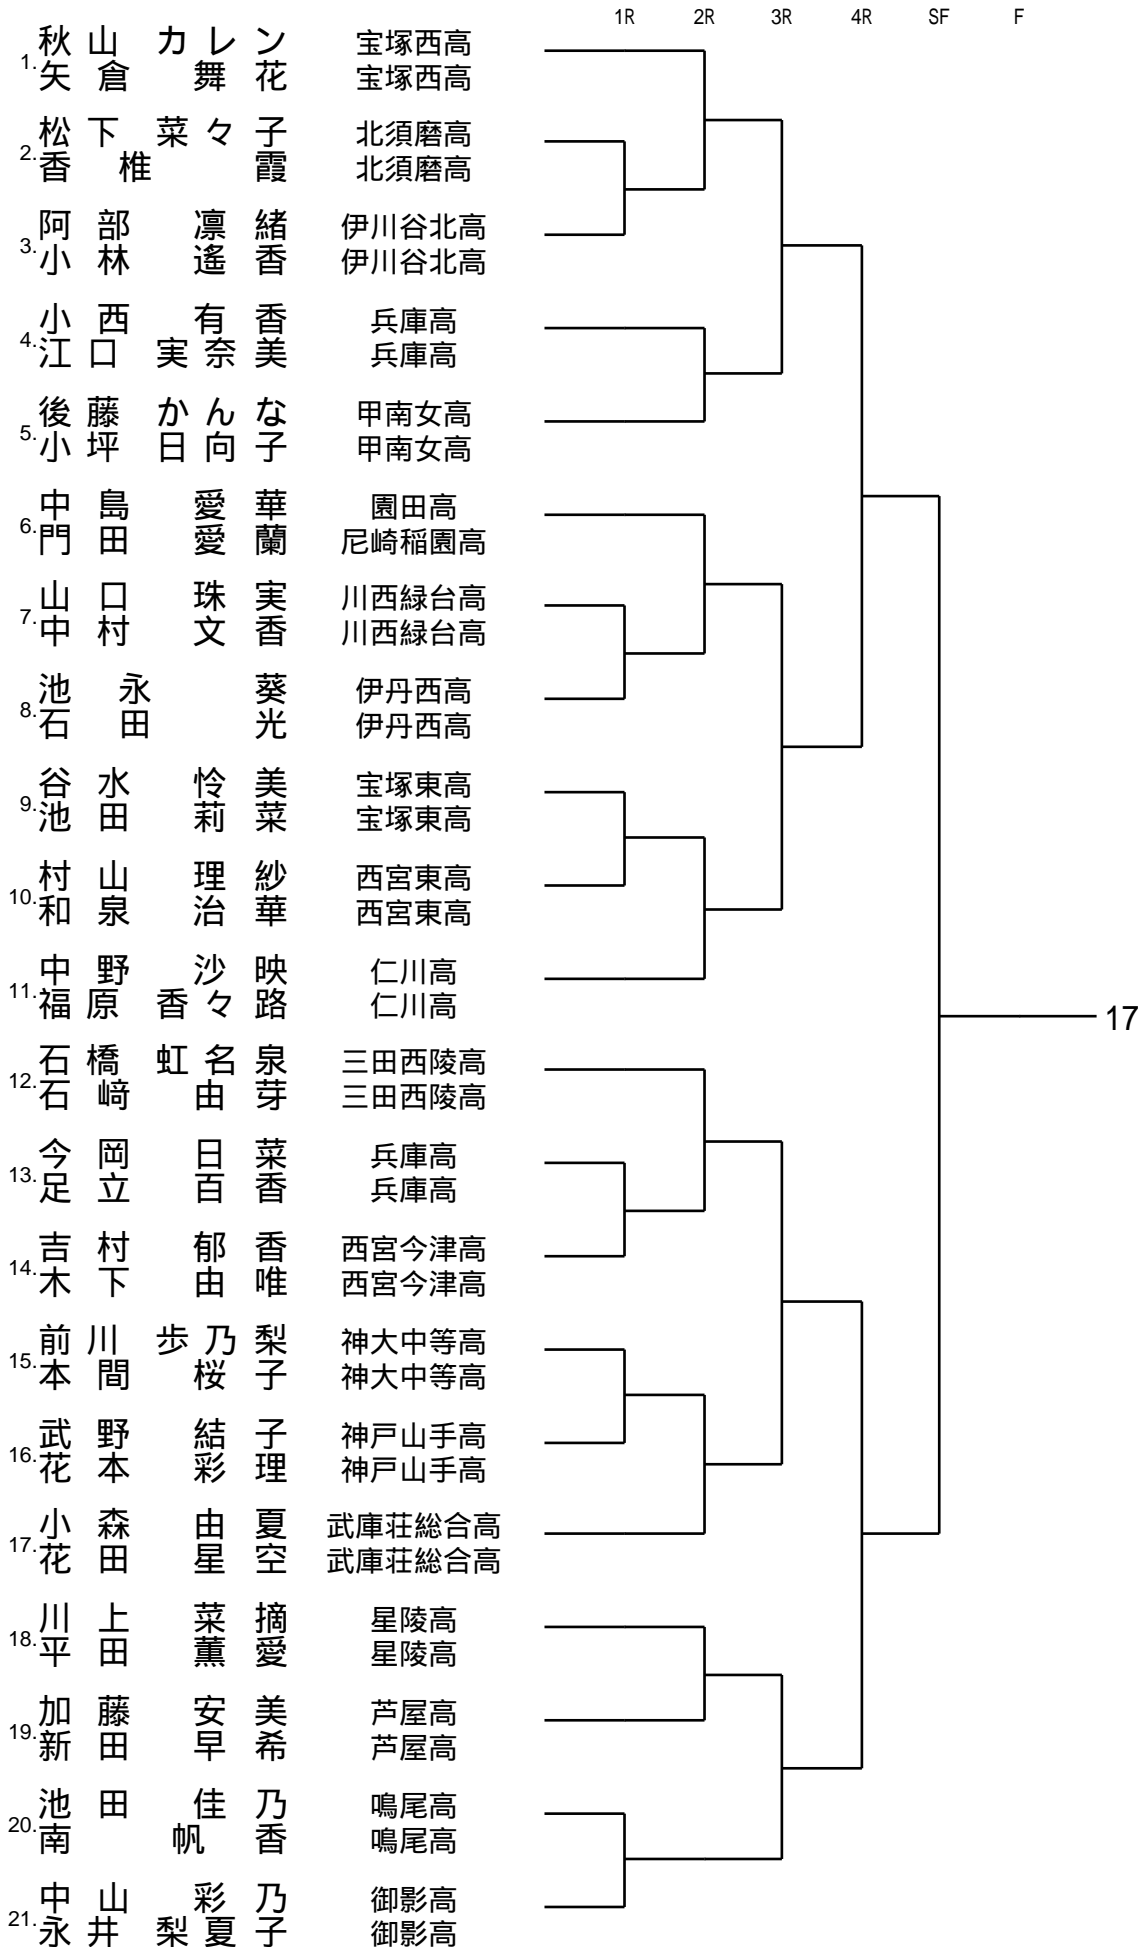 1R 2R 3R 4R SF F
1. 秋山 カレン 宝塚西高
矢倉 舞花 宝塚西高
2. 松下 菜々子 北須磨高
香椎 霞 北須磨高
3. 阿部 凛緒 伊川谷北高
小林 遙香 伊川谷北高
4. 小西 有香 兵庫高
江口 実奈美 兵庫高
5. 後藤 かんな 甲南女高
小坪 日向子 甲南女高
6. 中島 愛華 園田高
門田 愛蘭 尼崎稲園高
7. 山口 珠実 川西緑台高
中村 文香 川西緑台高
8. 池永 葵 伊丹西高
石田 光 伊丹西高
9. 谷水 怜美 宝塚東高
池田 莉菜 宝塚東高
10. 村山 理紗 西宮東高
和泉 治華 西宮東高
11. 中野 沙映 仁川高
福原 香々路 仁川高
17
12. 石橋 虹名泉 三田西陵高
石﨑 由芽 三田西陵高
13. 今岡 日菜 兵庫高
足立 百香 兵庫高
14. 吉村 郁香 西宮今津高
木下 由唯 西宮今津高
15. 前川 歩乃梨 神大中等高
本間 桜子 神大中等高
16. 武野 結子 神戸山手高
花本 彩理 神戸山手高
17. 小森 由夏 武庫荘総合高
花田 星空 武庫荘総合高
18. 川上 菜摘 星陵高
平田 薫愛 星陵高
19. 加藤 安美 芦屋高
新田 早希 芦屋高
20. 池田 佳乃 鳴尾高
南 帆香 鳴尾高
21. 中山 彩乃 御影高
永井 梨夏子 御影高